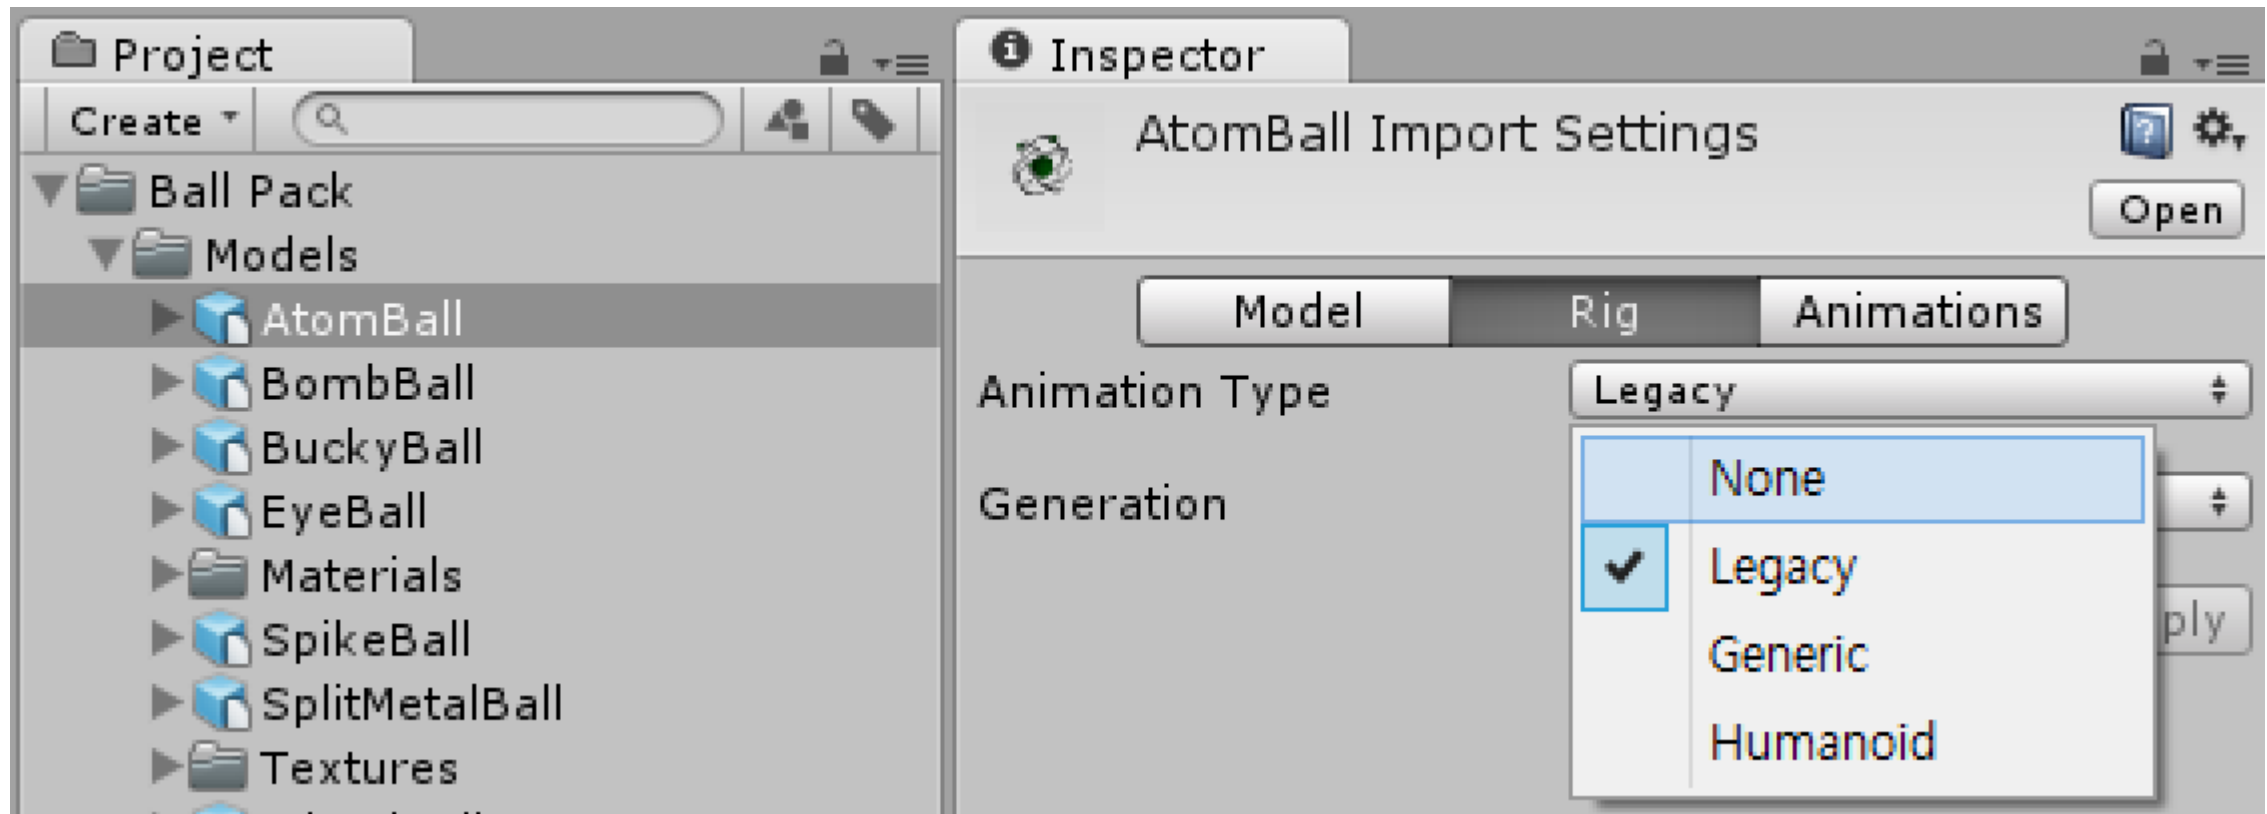 Project
Create
Ball Pack
Models
AtomBall
BombBall
BuckyBall
EyeBall
Materials
SpikeBall
SplitMetalBall
Textures
Inspector
AtomBall Import Settings
Open
Model Rig Animations
Animation Type Legacy
None
Generation
Legacy
Generic
Humanoid